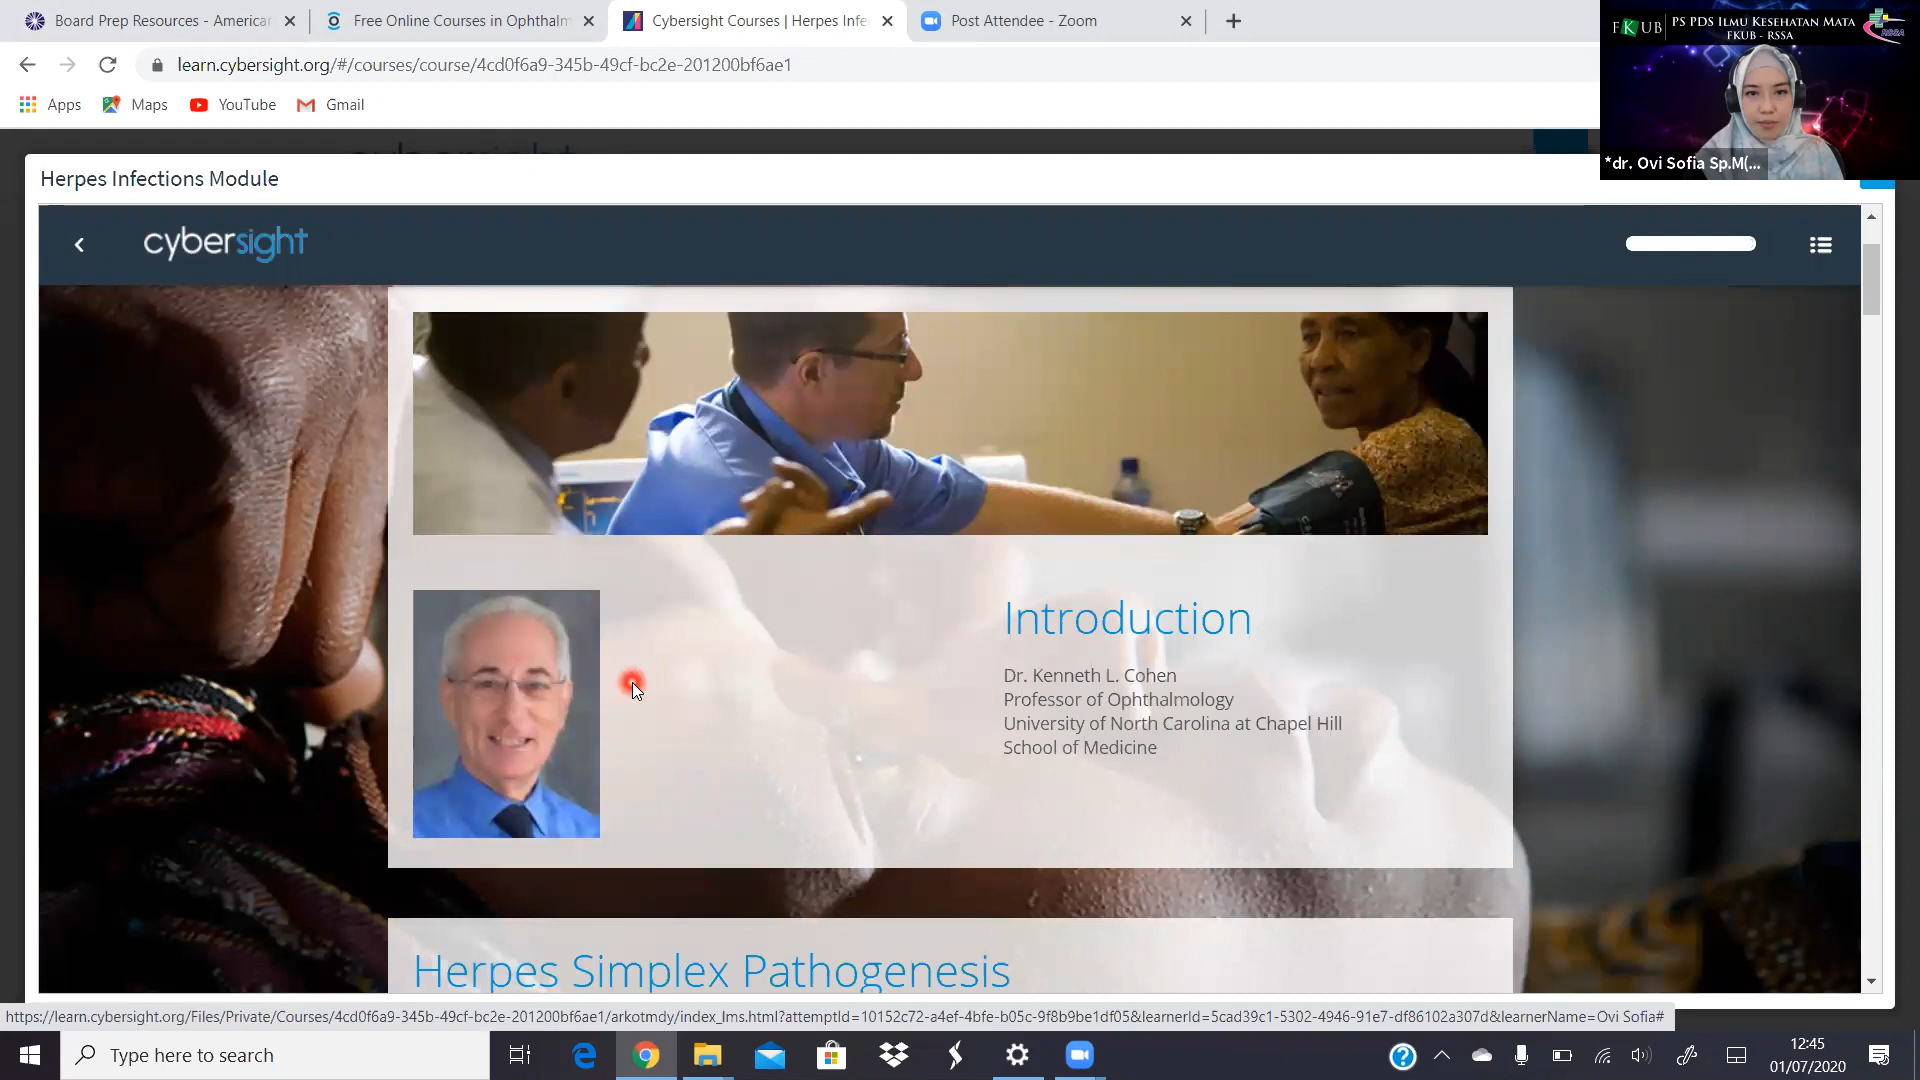 Board Prep Resources - American
Free Online Courses in Ophthalm
Cybersight Courses | Herpes Infe
Post Attendee - Zoom
learn.cybersight.org/#/courses/course/4cd0f6a9-345b-49cf-bc2e-201200bf6ae1
Apps
Maps
YouTube
Gmail
FKUB
PS PDS ILMU KESEHATAN MATA
FKUB - RSSA
RSSA
*dr. Ovi Sofia Sp.M(...
Herpes Infections Module
cybersight
Introduction
Dr. Kenneth L. Cohen
Professor of Ophthalmology
University of North Carolina at Chapel Hill
School of Medicine
Herpes Simplex Pathogenesis
https://learn.cybersight.org/Files/Private/Courses/4cd0f6a9-345b-49cf-bc2e-201200bf6ae1/arkotmdy/index_lms.html?attemptId=10152c72-a4ef-4bfe-b05c-9f8b9be1df05&learnerId=5cad39c1-5302-4946-91e7-df86102a307d&learnerName=Ovi Sofia#
Type here to search
12:45
01/07/2020